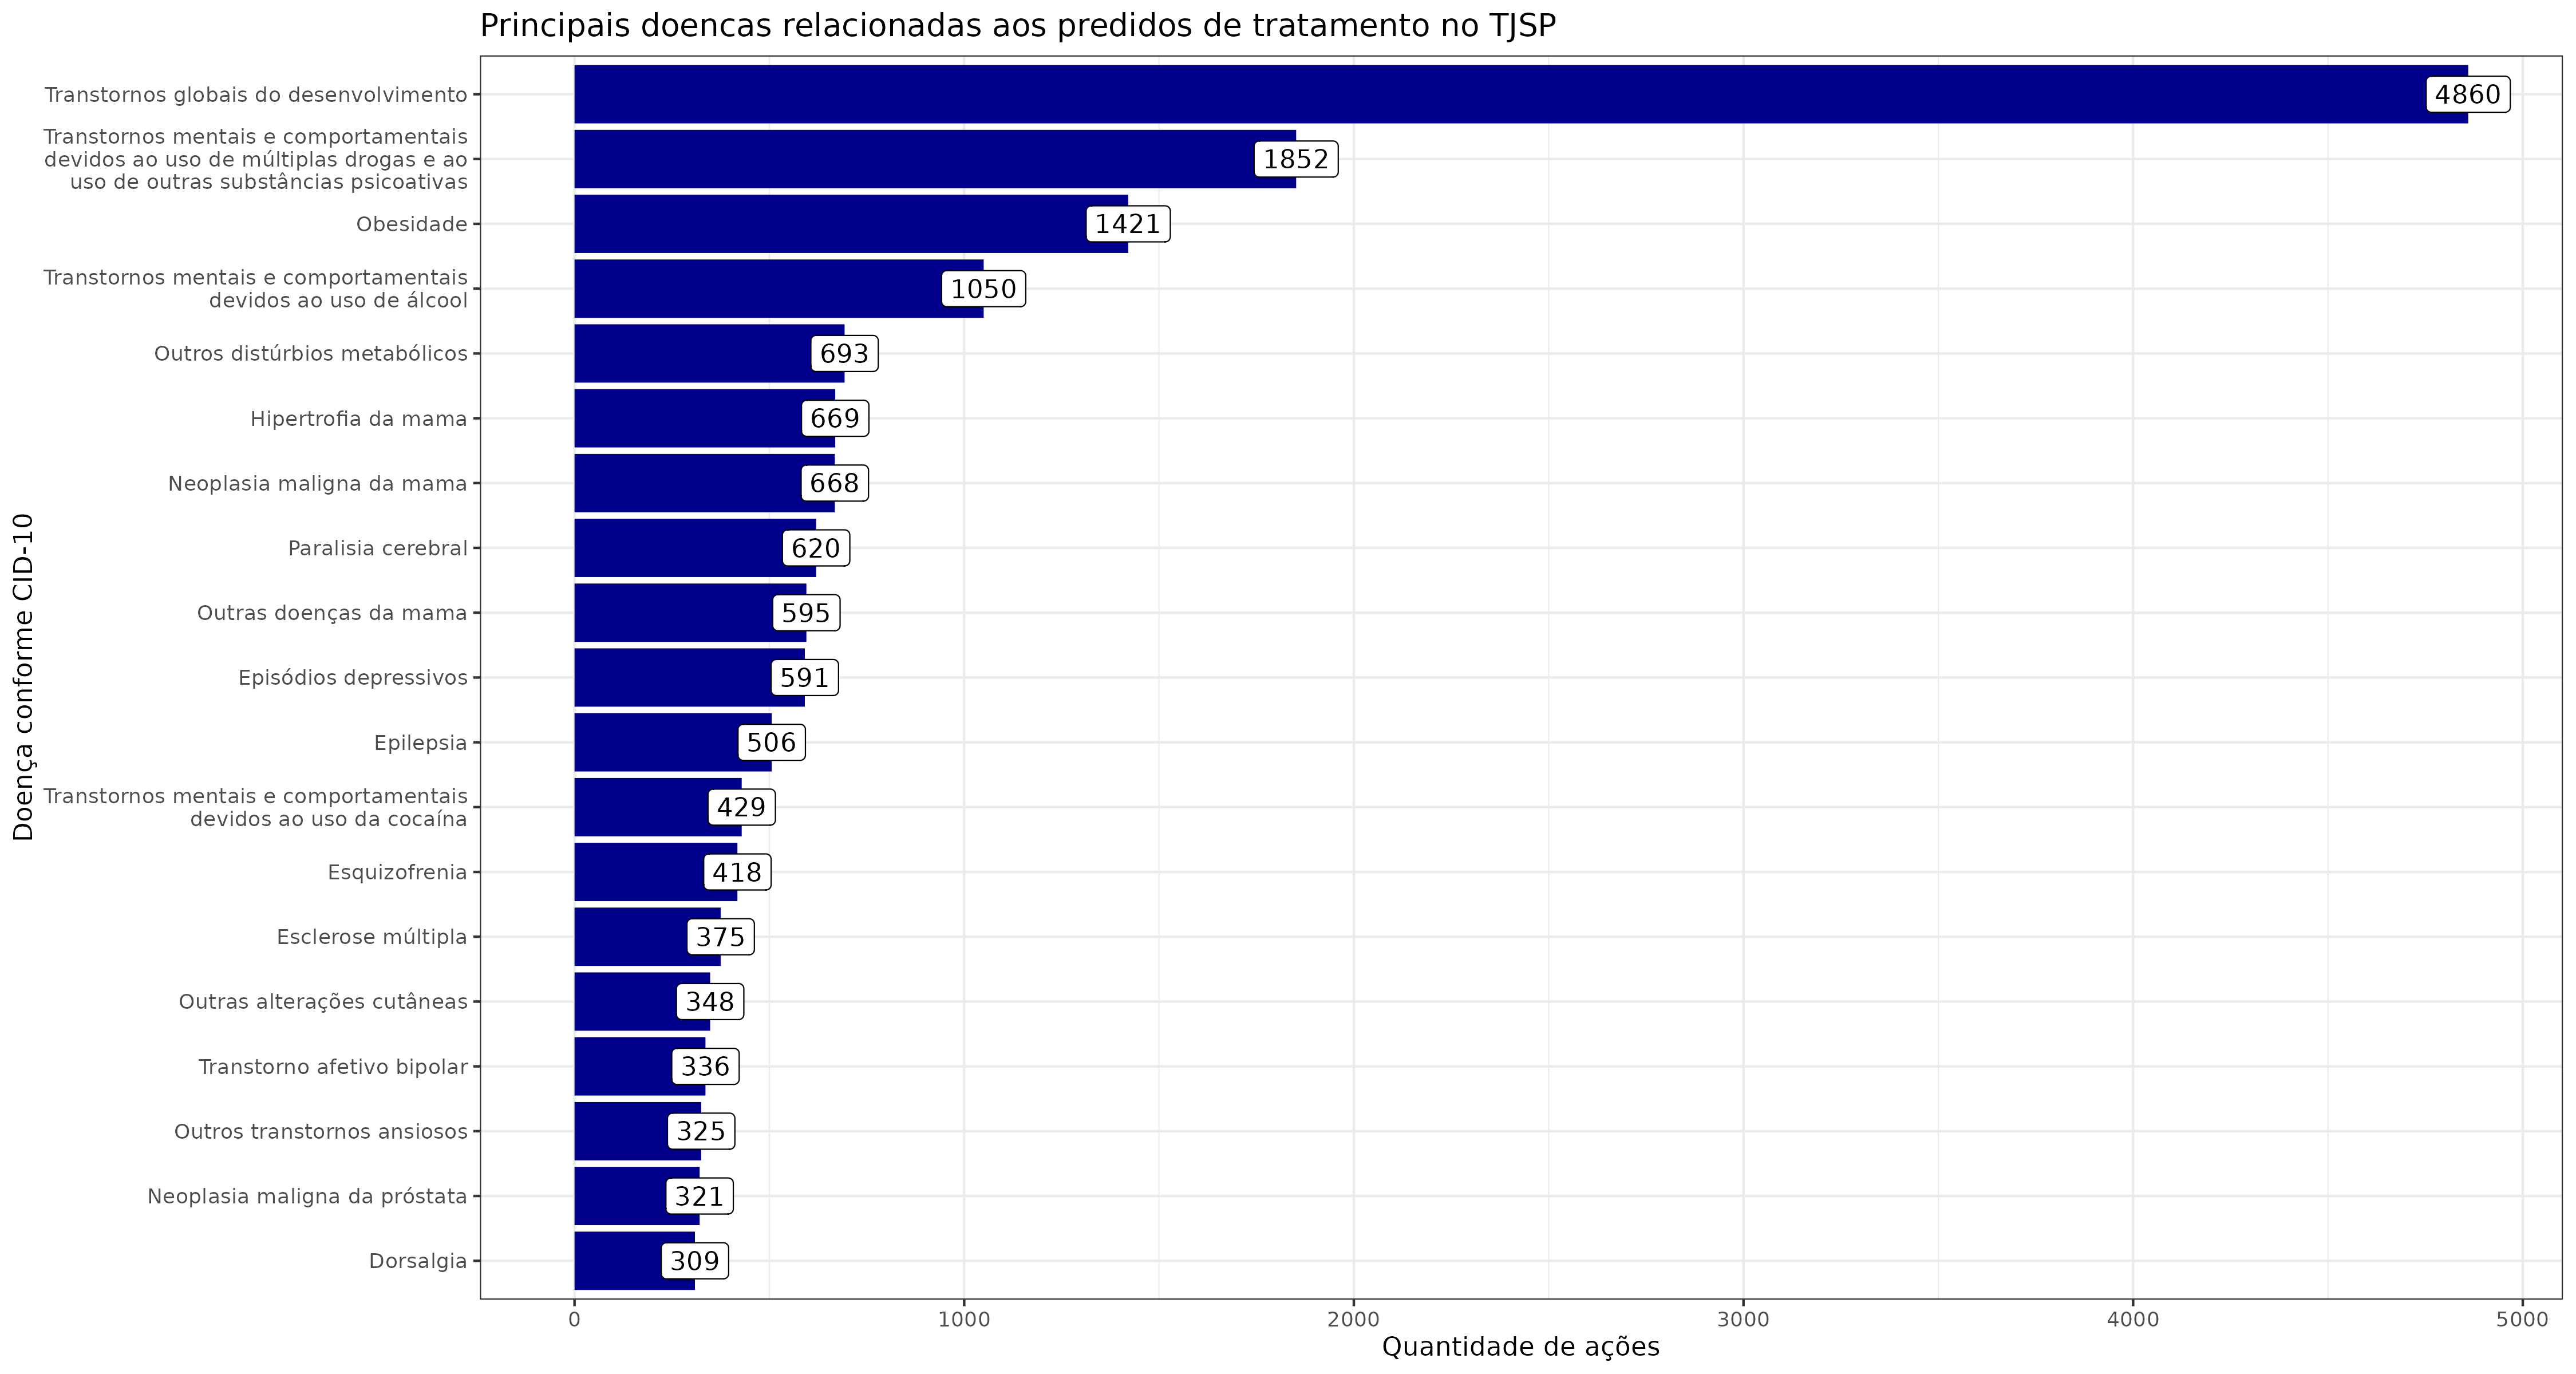 Principais doencas relacionadas aos predidos de tratamento no TJSP
Doença conforme CID-10
Transtornos globais do desenvolvimento
4860
Transtornos mentais e comportamentais
devidos ao uso de múltiplas drogas e ao
uso de outras substâncias psicoativas
1852
Obesidade
1421
Transtornos mentais e comportamentais
devidos ao uso de álcool
1050
Outros distúrbios metabólicos
693
Hipertrofia da mama
669
Neoplasia maligna da mama
668
Paralisia cerebral
620
Outras doenças da mama
595
Episódios depressivos
591
Epilepsia
506
Transtornos mentais e comportamentais
devidos ao uso da cocaína
429
Esquizofrenia
418
Esclerose múltipla
375
Outras alterações cutâneas
348
Transtorno afetivo bipolar
336
Outros transtornos ansiosos
325
Neoplasia maligna da próstata
321
Dorsalgia
309
0 1000 2000 3000 4000 5000
Quantidade de ações